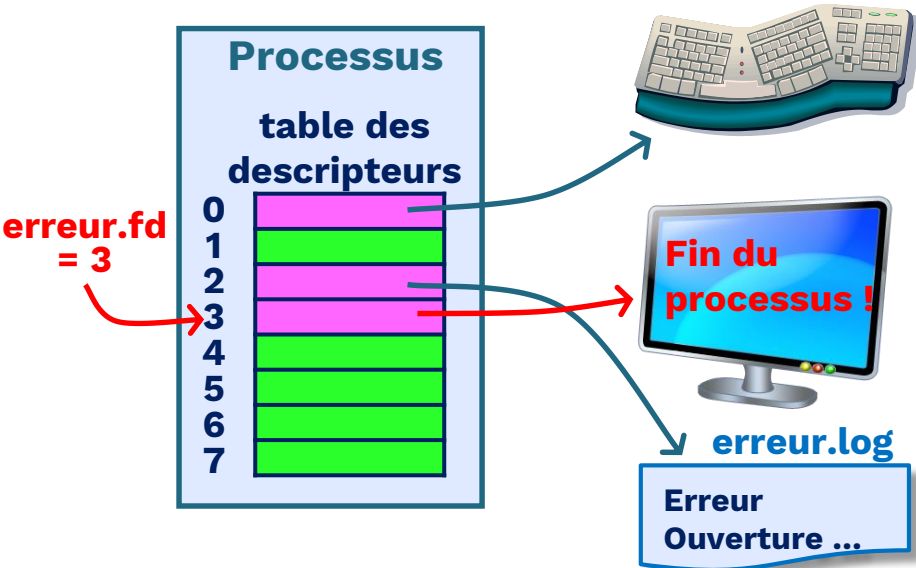 Processus
table des
descripteurs
erreur.fd
= 3
0
1
2
3
4
5
6
7
Fin du
processus !
erreur.log
Erreur
Ouverture ...